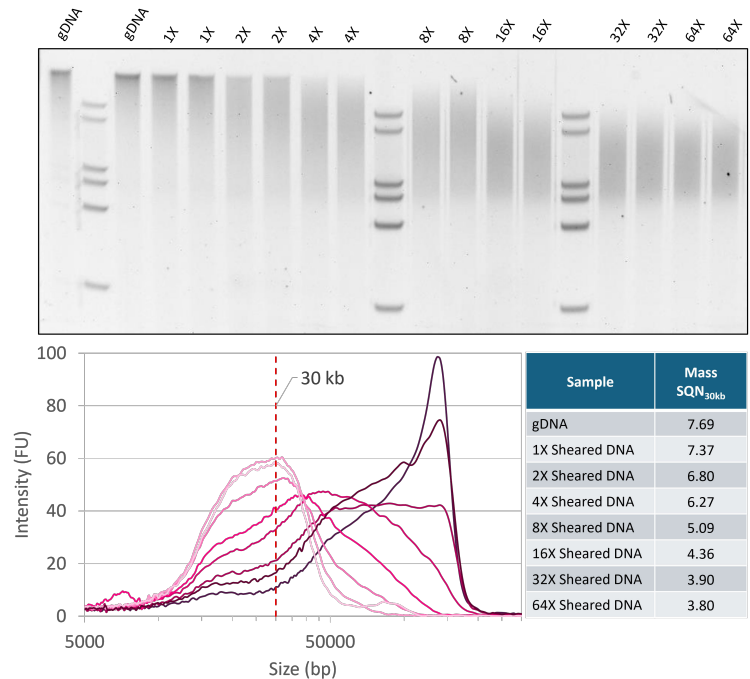 gDNA gDNA 1X 1X 2X 2X 4X 4X 8X 8X 16X 16X 32X 32X 64X 64X
100
80
60
40
20
0
Intensity (FU)
30 kb
5000 50000
Size (bp)
Sample Mass SQN30kb
gDNA 7.69
1X Sheared DNA 7.37
2X Sheared DNA 6.80
4X Sheared DNA 6.27
8X Sheared DNA 5.09
16X Sheared DNA 4.36
32X Sheared DNA 3.90
64X Sheared DNA 3.80